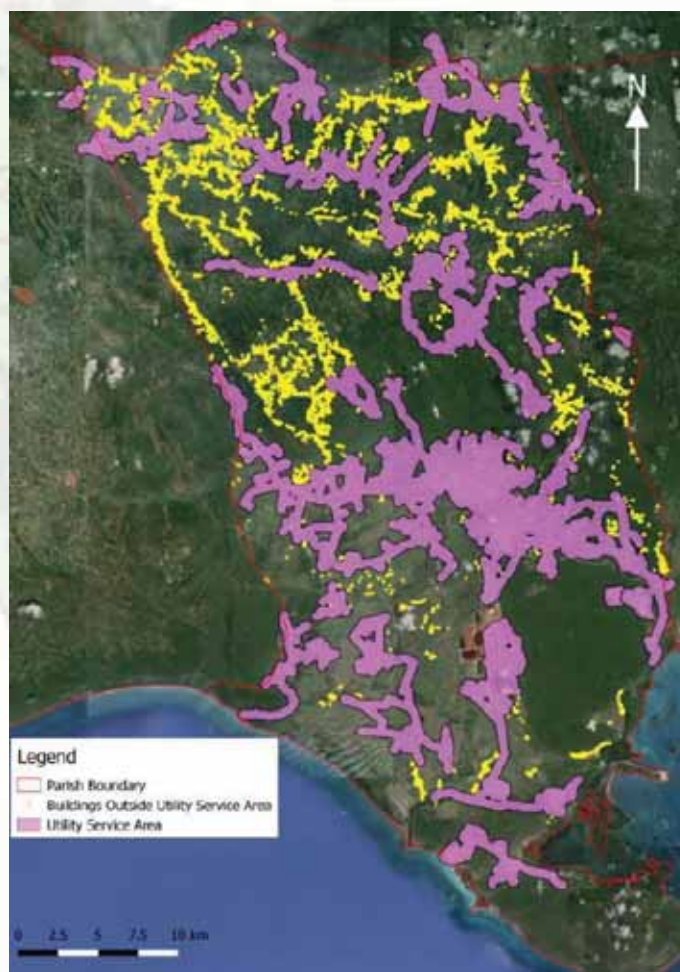 N
Legend
Parish Boundary
Buildings Outside Utility Service Area
Utility Service Area
0 2.5 5 7.5 10 km